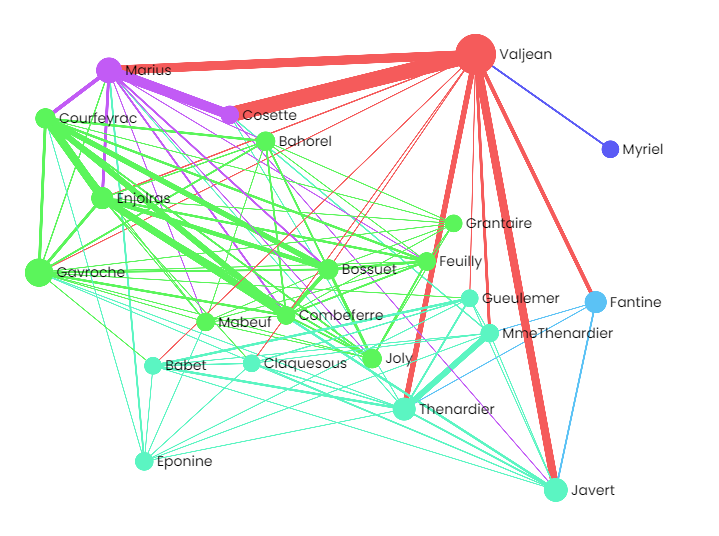 Valjean
Marius
Cosette
Courfeyrac
Bahorel
Myriel
Enjolras
Grantaire
Feuilly
Bossuet
Gavroche
Gueulemer
Fantine
Combeferre
Mabeuf
MmeThenardier
Joly
Claquesous
Babet
Thenardier
Eponine
Javert